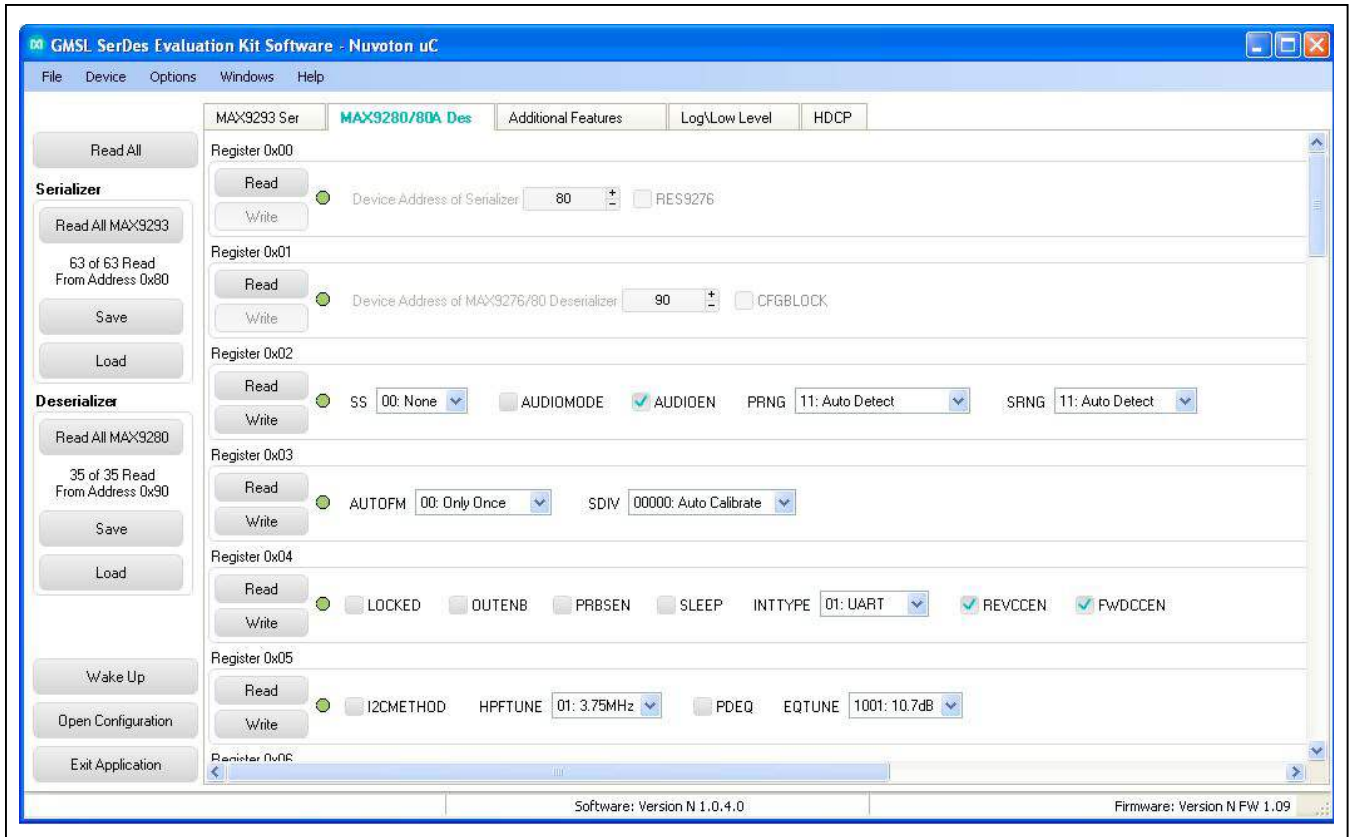 GMSL SerDes Evaluation Kit Software - Nuvoton uC
File Device Options Windows Help
MAX9293 Ser MAX9280/80A Des Additional Features Log\Low Level HDCP
Read All
Serializer
Read All MAX9293
63 of 63 Read
From Address 0x80
Save
Load
Deserializer
Read All MAX9280
35 of 35 Read
From Address 0x90
Save
Load
Wake Up
Open Configuration
Exit Application
Register 0x00
Read
Write
Device Address of Serializer 80 + - RES9276
Register 0x01
Read
Write
Device Address of MAX9276/80 Deserializer 90 + - CFGBLOCK
Register 0x02
Read
Write
SS 00: None AUDIOMODE AUDIOEN PRNG 11: Auto Detect SRNG 11: Auto Detect
Register 0x03
Read
Write
AUTOFM 00: Only Once SDIV 00000: Auto Calibrate
Register 0x04
Read
Write
LOCKED OUTENB PRBSEN SLEEP INTTYPE 01: UART REVCCEN FWDCCEN
Register 0x05
Read
Write
I2CMETHOD HPFTUNE 01: 3.75MHz PDEQ EQTUNE 1001: 10.7dB
Register 0x06
Software: Version N 1.0.4.0
Firmware: Version N FW 1.09